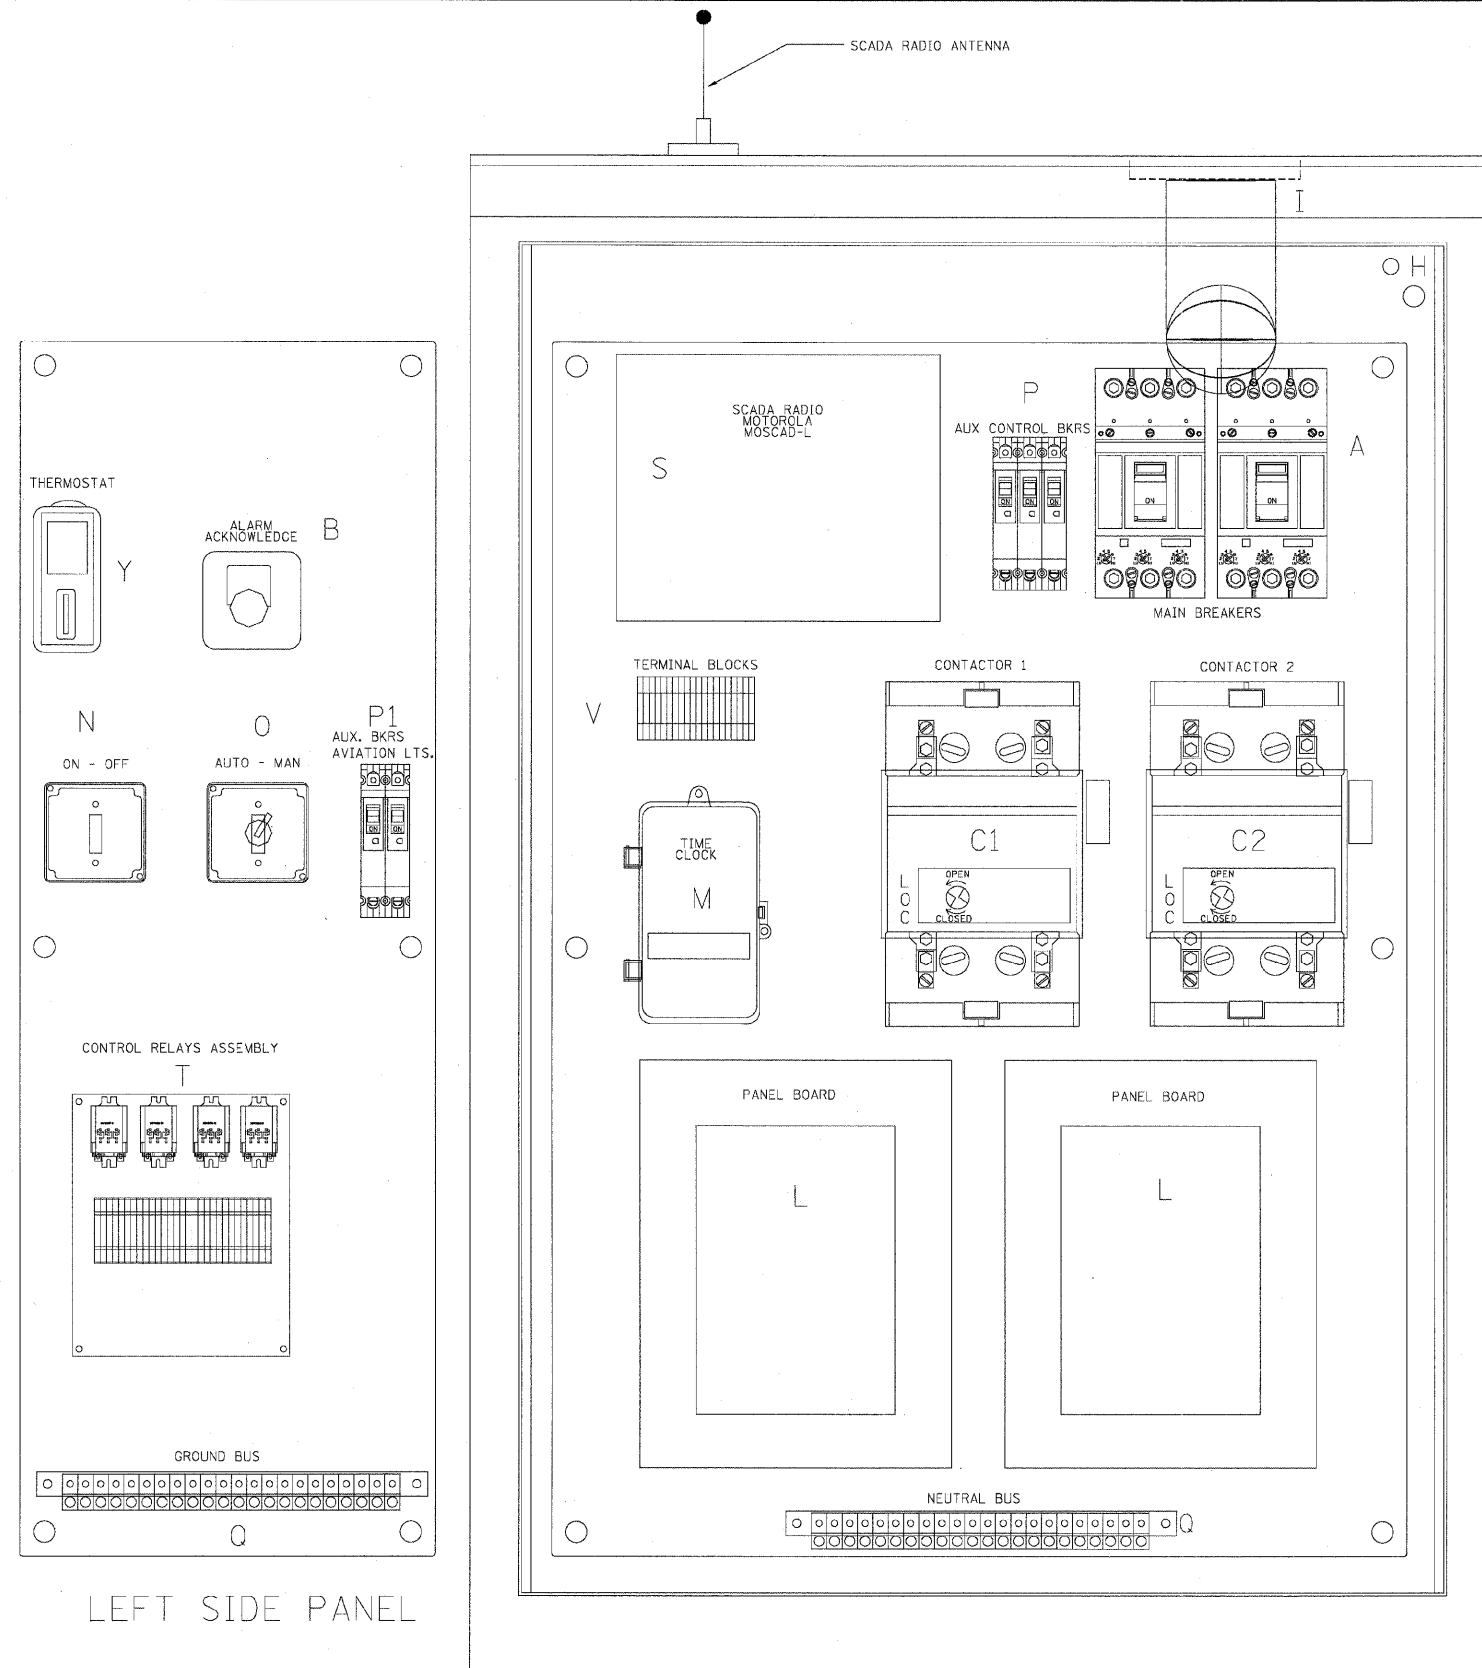 SCADA RADIO ANTENNA
I
H
SCADA RADIO
MOTOROLA
MOSCAD-L
S
P
AUX CONTROL BKRS
A
ON
ON
ON
ON
ON
MAIN BREAKERS
THERMOSTAT
Y
ALARM
ACKNOWLEDCE
B
N
ON - OFF
O
AUTO - MAN
P1
AUX. BKRS
AVIATION LTS.
ON
ON
TERMINAL BLOCKS
V
CONTACTOR 1
CONTACTOR 2
TIME
CLOCK
M
C1
L
O
C
OPEN
CLOSED
C2
L
O
C
OPEN
CLOSED
CONTROL RELAYS ASSEMBLY
T
PANEL BOARD
L
PANEL BOARD
L
GROUND BUS
Q
NEUTRAL BUS
Q
LEFT SIDE PANEL